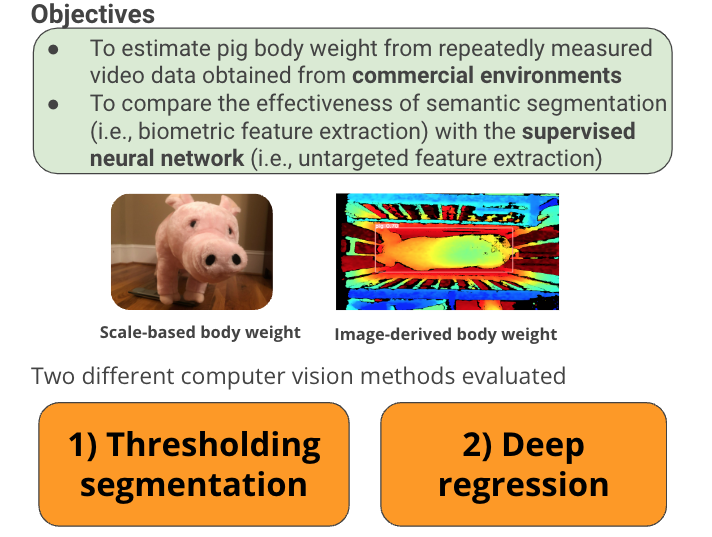 Objectives
● To estimate pig body weight from repeatedly measured
video data obtained from commercial environments
● To compare the effectiveness of semantic segmentation
(i.e., biometric feature extraction) with the supervised
neural network (i.e., untargeted feature extraction)
Scale-based body weight
Image-derived body weight
Two different computer vision methods evaluated
1) Thresholding
segmentation
2) Deep
regression